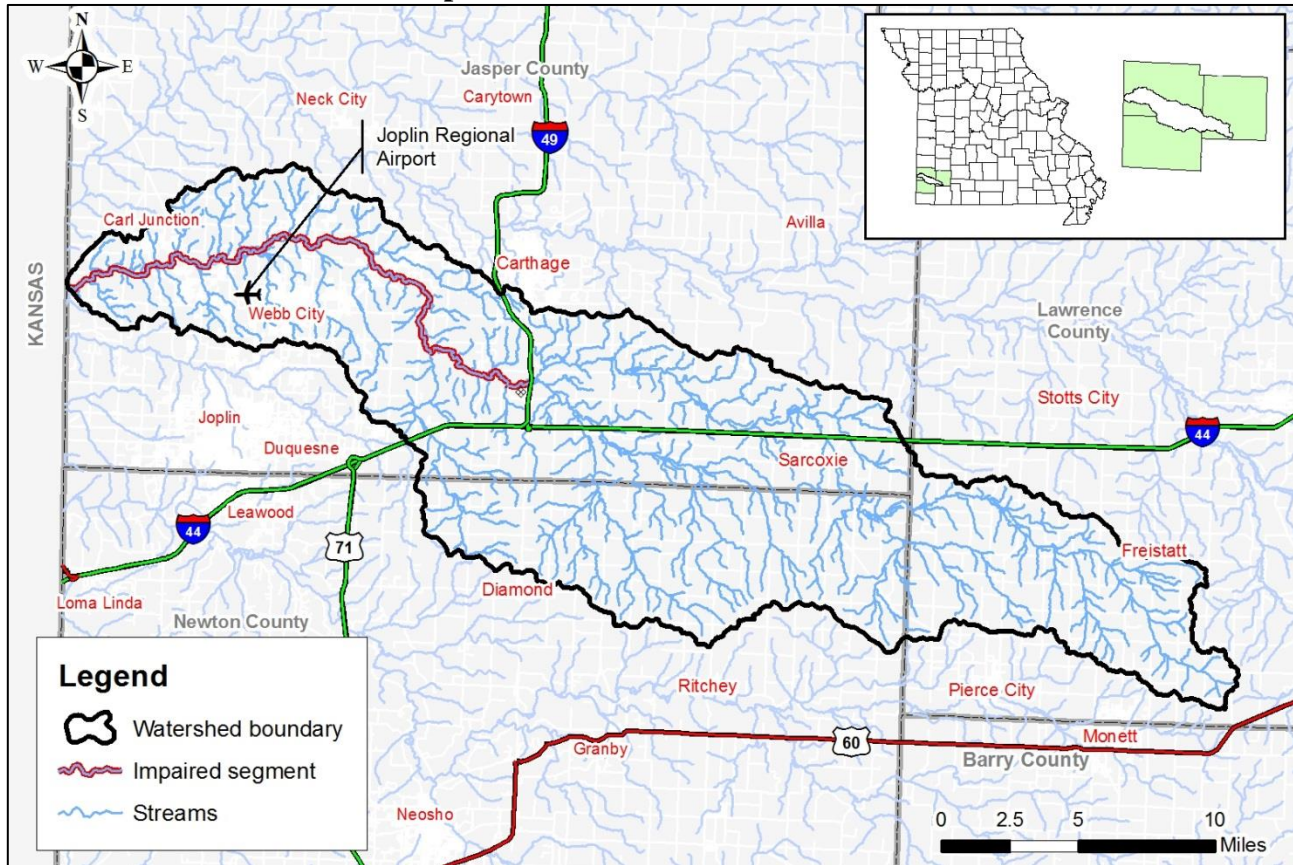 N
W
E
S
Jasper County
Neck City
Carytown
Joplin Regional
Airport
49
Avilla
Carl Junction
Carthage
KANSAS
Webb City
Lawrence
County
Stotts City
Joplin
44
Duquesne
Sarcoxie
Leawood
44
71
Freistatt
Loma Linda
Diamond
Newton County
Ritchey
Pierce City
Legend
Watershed boundary
Impaired segment
Streams
Granby
60
Monett
Barry County
Neosho
0 2.5 5 10
Miles